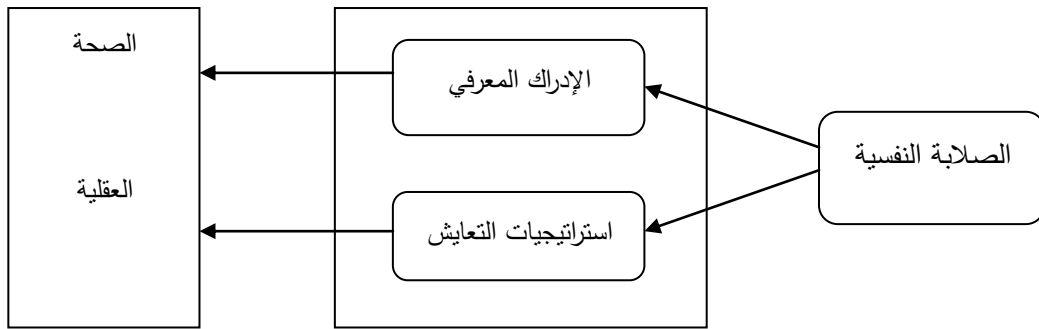 الصلابة النفسية
الإدراك المعرفي
استراتيجيات التعايش
الصحة
العقلية